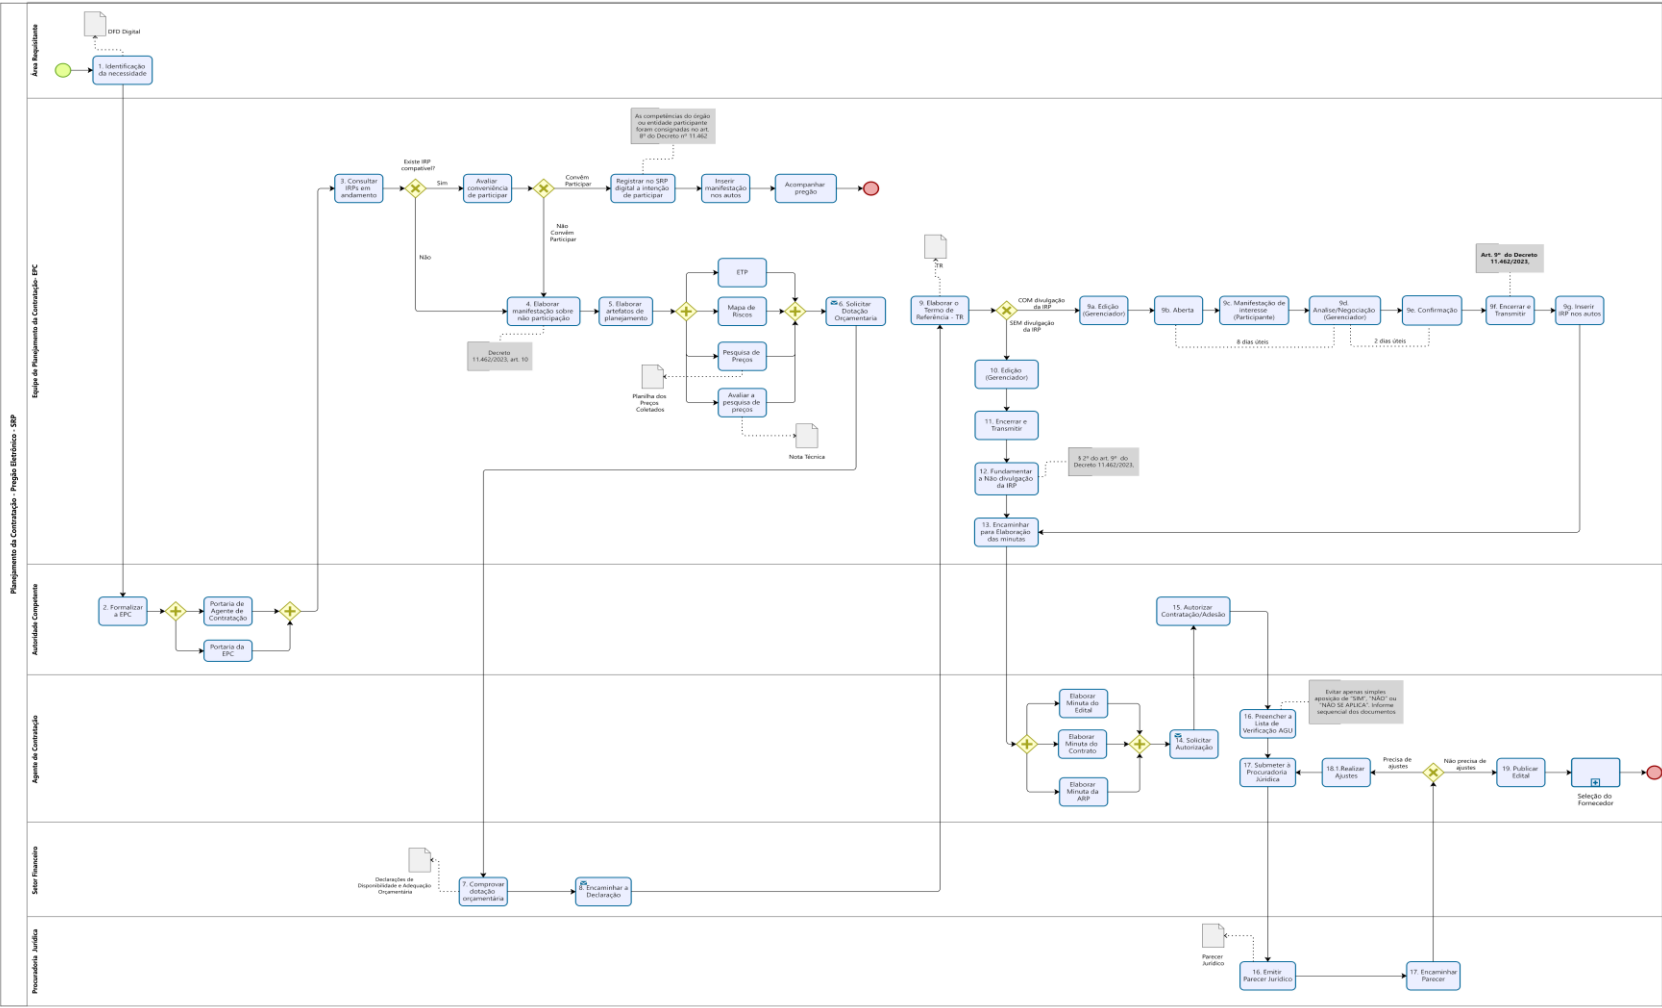 Planejamento da Contratação - Pregão Eletrônico - SRP
Área Requisitante
DFD Digital
1. Identificação
da necessidade
Equipe de Planejamento da Contratação- EPC
As competências do órgão
ou entidade participante
foram consignadas no art.
8º do Decreto nº 11.462
3. Consultar
IRPs em
andamento
Existe IRP
compatível?
Sim
Não
Avaliar
conveniência
de participar
Convém
Participar
Não
Convém
Participar
Registrar no SRP
digital a intenção
de participar
Inserir
manifestação
nos autos
Acompanhar
pregão
4. Elaborar
manifestação sobre
não participação
Decreto
11.462/2023, art. 10
5. Elaborar
artefatos de
planejamento
ETP
Mapa de
Riscos
Pesquisa de
Preços
Planilha dos
Preços
Coletados
Avaliar a
pesquisa de
preços
Nota Técnica
6. Solicitar
Dotação
Orçamentária
TR
9. Elaborar o
Termo de
Referência - TR
COM divulgação
da IRP
SEM divulgação
da IRP
9a. Edição
(Gerenciador)
9b. Aberta
9c. Manifestação de
interesse
(Participante)
9d.
Analise/Negociação
(Gerenciador)
9e. Confirmação
Art. 9º do Decreto
11.462/2023,
9f. Encerrar e
Transmitir
9g. Inserir
IRP nos autos
8 dias úteis
2 dias úteis
10. Edição
(Gerenciador)
11. Encerrar e
Transmitir
12. Fundamentar
a Não divulgação
da IRP
§ 2º do art. 9º do
Decreto 11.462/2023,
13. Encaminhar
para Elaboração
das minutas
Autoridade Competente
2. Formalizar
a EPC
Portaria de
Agente de
Contratação
Portaria da
EPC
15. Autorizar
Contratação/Adesão
Agente de Contratação
Elaborar
Minuta do
Edital
Elaborar
Minuta do
Contrato
Elaborar
Minuta da
ARP
14. Solicitar
Autorização
Evitar apenas simples
aposição de "SIM", "NÃO" ou
"NÃO SE APLICA". Informe
sequencial dos documentos
16. Preencher a
Lista de
Verificação AGU
17. Submeter à
Procuradoria
Jurídica
18.1.Realizar
Ajustes
Precisa de
ajustes
Não precisa de
ajustes
19. Publicar
Edital
Seleção do
Fornecedor
Setor Financeiro
Declarações de
Disponibilidade e Adequação
Orçamentária
7. Comprovar
dotação
orçamentária
8. Encaminhar a
Declaração
Procuradoria Jurídica
Parecer
Jurídico
16. Emitir
Parecer Jurídico
17. Encaminhar
Parecer